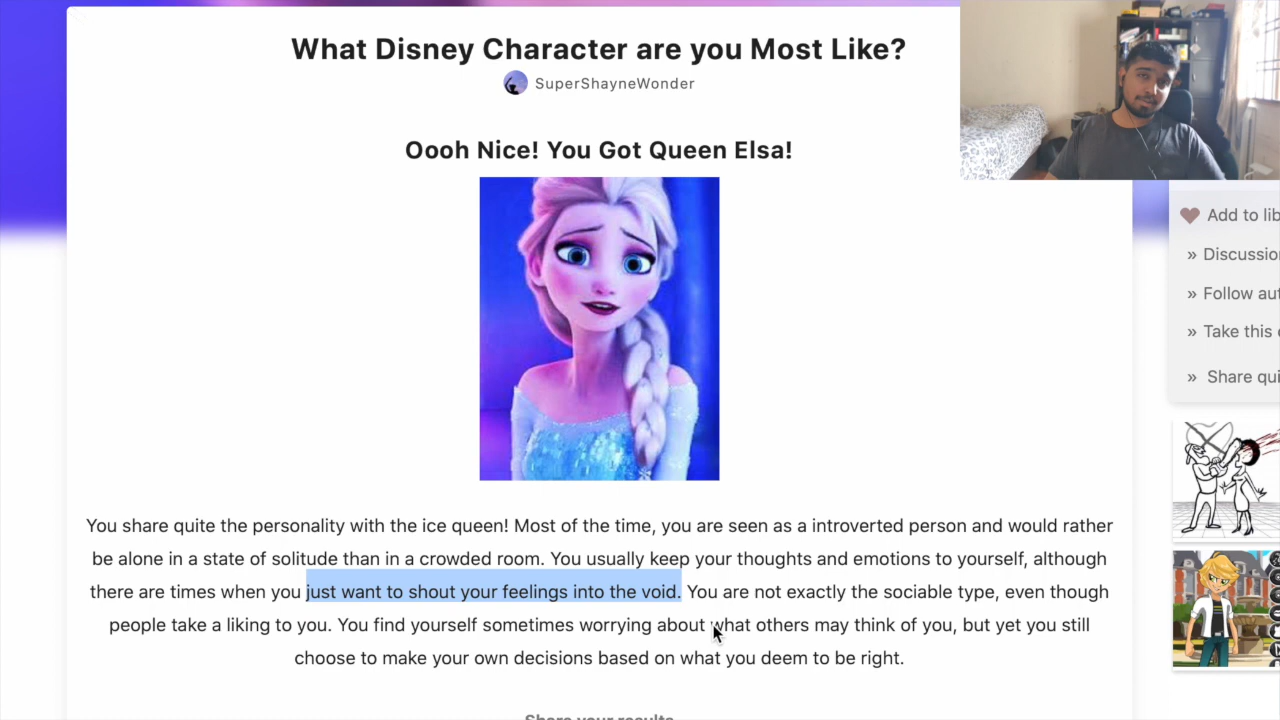 What Disney Character are you Most Like?
SuperShayneWonder
Oooh Nice! You Got Queen Elsa!
You share quite the personality with the ice queen! Most of the time, you are seen as a introverted person and would rather
be alone in a state of solitude than in a crowded room. You usually keep your thoughts and emotions to yourself, although
there are times when you just want to shout your feelings into the void. You are not exactly the sociable type, even though
people take a liking to you. You find yourself sometimes worrying about what others may think of you, but yet you still
choose to make your own decisions based on what you deem to be right.
Share your results
Add to lib
» Discussio
» Follow aut
» Take this
» Share qui